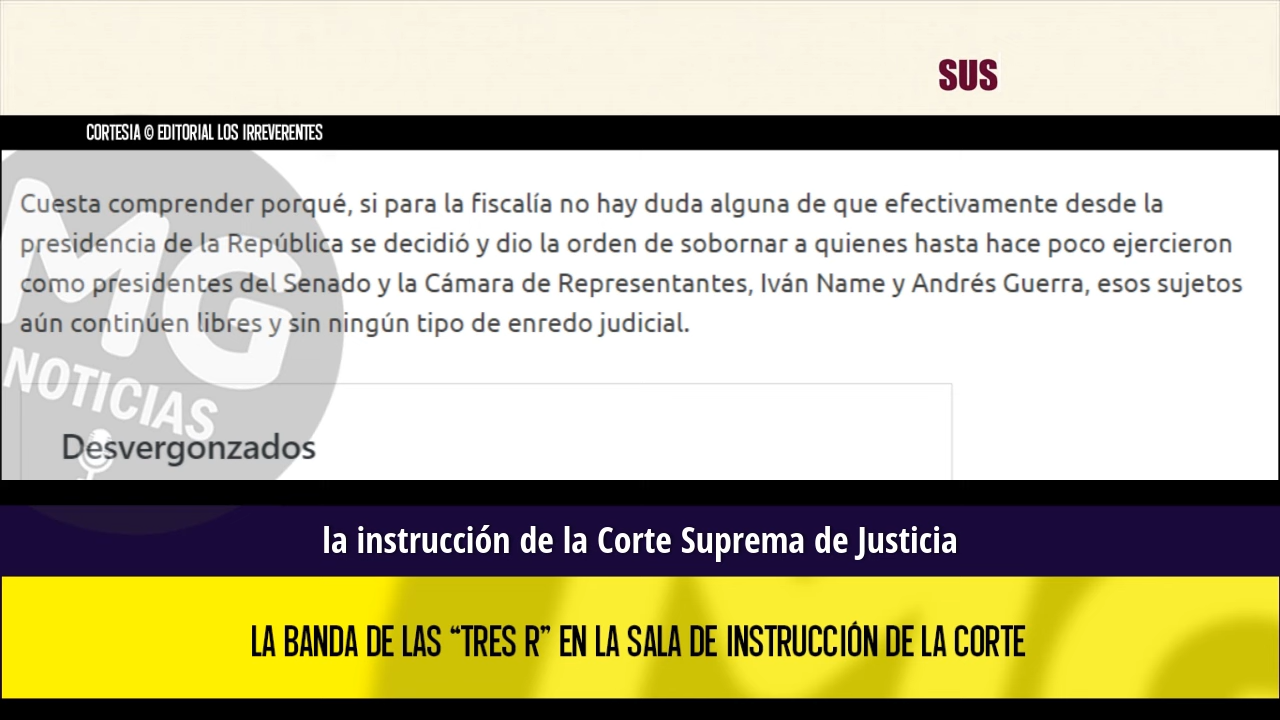 SUS
CORTESIA © EDITORIAL LOS IRREVERENTES
Cuesta comprender porqué, si para la fiscalía no hay duda alguna de que efectivamente desde la
presidencia de la República se decidió y dio la orden de sobornar a quienes hasta hace poco ejercieron
como presidentes del Senado y la Cámara de Representantes, Iván Name y Andrés Guerra, esos sujetos
aún continúen libres y sin ningún tipo de enredo judicial.
MG
NOTICIAS
Desvergonzados
la instrucción de la Corte Suprema de Justicia
LA BANDA DE LAS “TRES R” EN LA SALA DE INSTRUCCIÓN DE LA CORTE